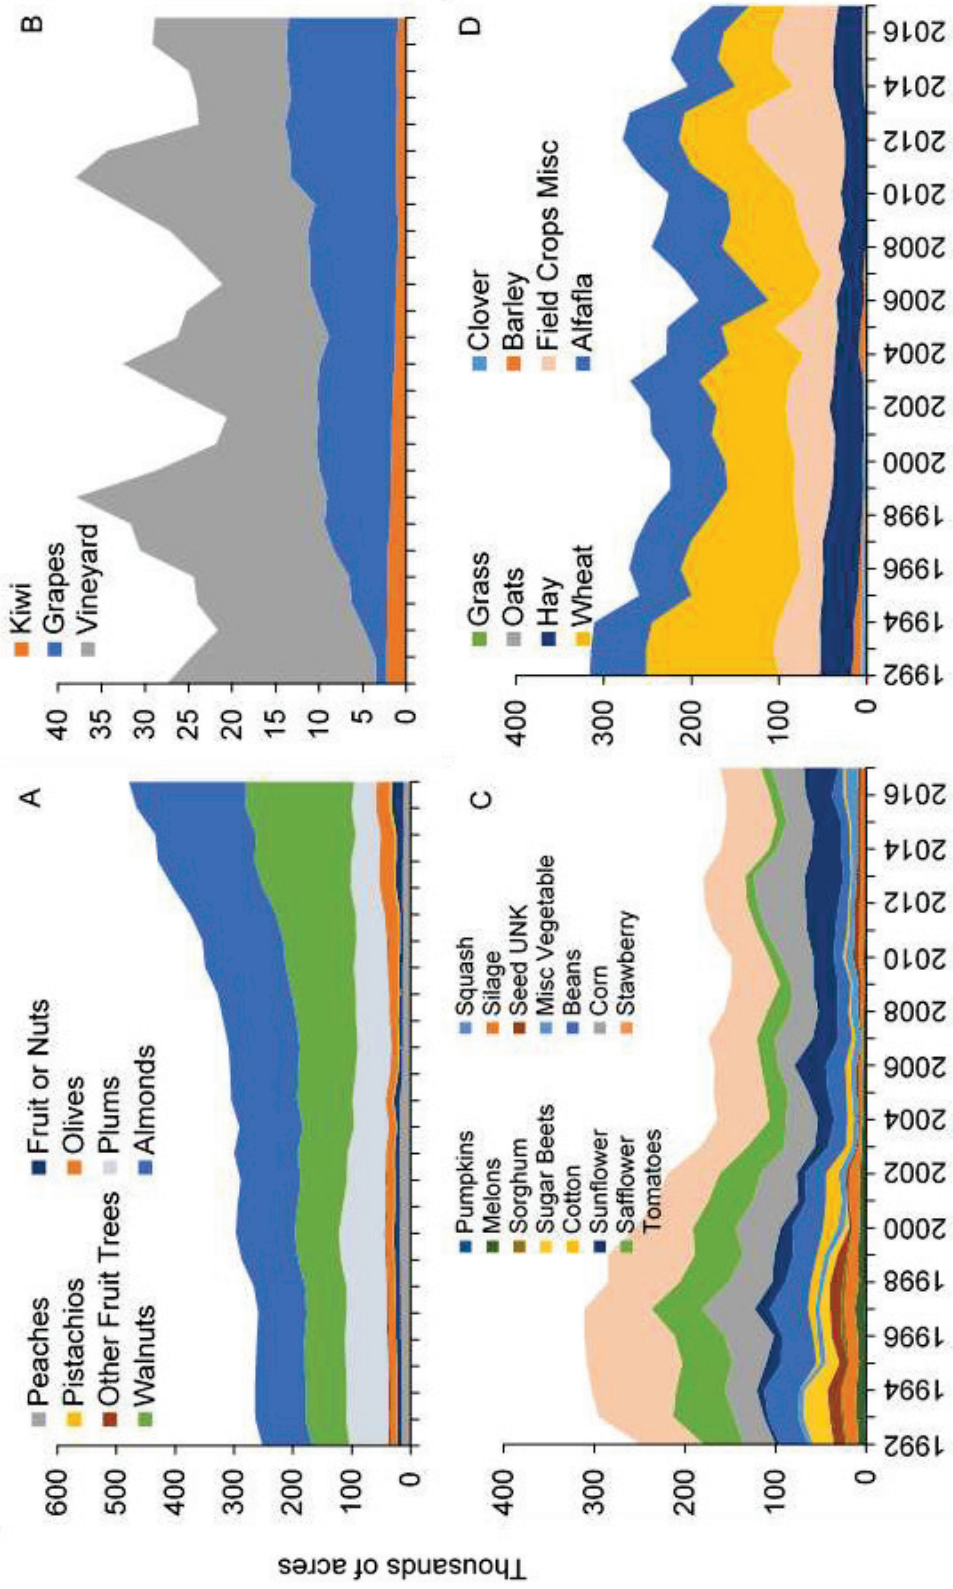 Thousands of acres
A
Peaches
Pistachios
Other Fruit Trees
Walnuts
Fruit or Nuts
Olives
Plums
Almonds
600
500
400
300
200
100
0
B
Kiwi
Grapes
Vineyard
40
35
30
25
20
15
10
5
0
C
Pumpkins
Melons
Sorghum
Sugar Beets
Cotton
Sunflower
Safflower
Tomatoes
Squash
Silage
Seed UNK
Misc Vegetable
Beans
Corn
Stawberry
400
300
200
100
0
1992 1994 1996 1998 2000 2002 2004 2006 2008 2010 2012 2014 2016
D
Grass
Oats
Hay
Wheat
Clover
Barley
Field Crops Misc
Alfafla
400
300
200
100
0
1992 1994 1996 1998 2000 2002 2004 2006 2008 2010 2012 2014 2016